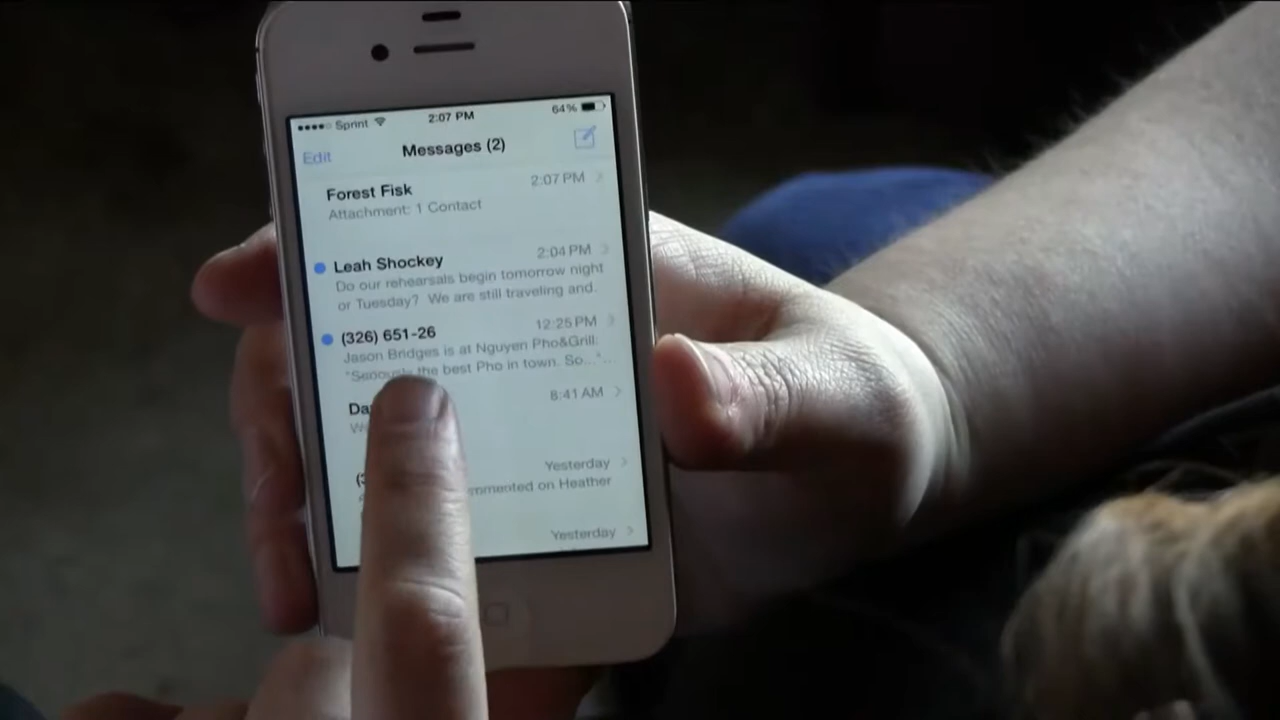 Sprint 2:07 PM 64%
Edit Messages (2)
Forest Fisk 2:07 PM
Attachment: 1 Contact
Leah Shockey 2:04 PM
Do our rehearsals begin tomorrow night
or Tuesday? We are still traveling and.
(326) 651-26 12:25 PM
Jason Bridges is at Nguyen Pho&Grill:
"Seriously the best Pho in town. So..."...
8:41 AM
Yesterday
on Heather
Yesterday